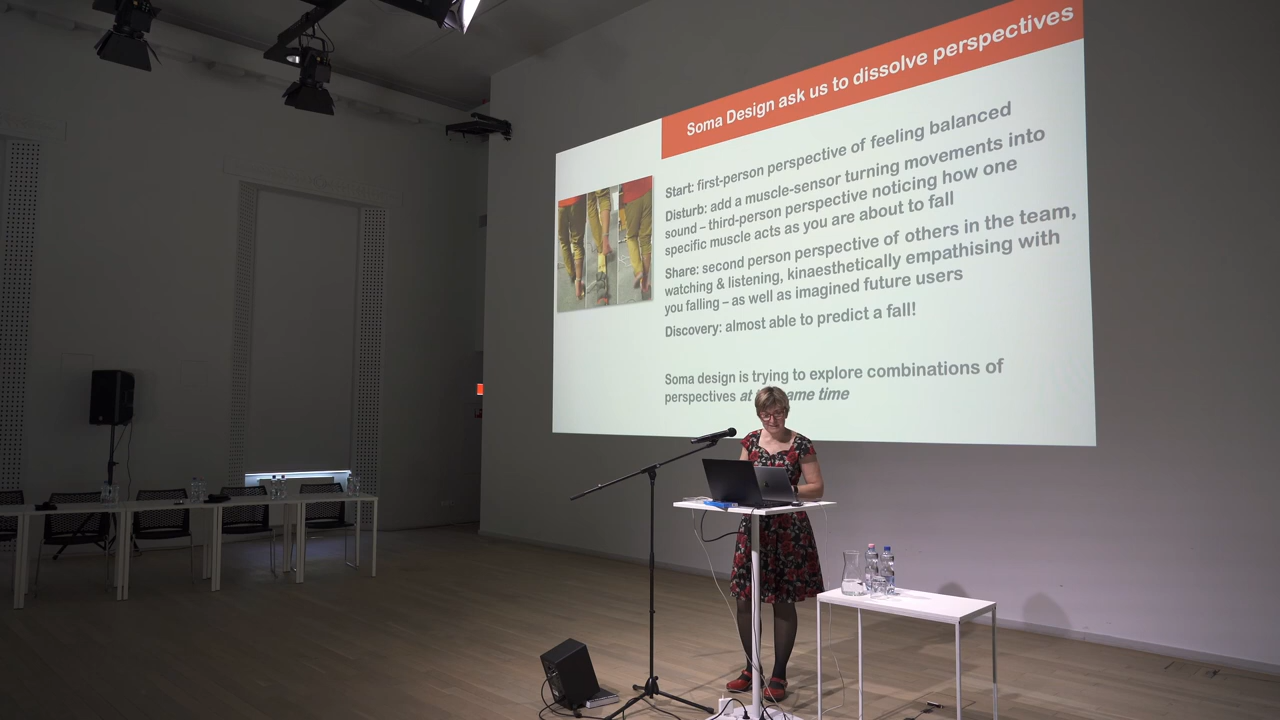 Soma Design ask us to dissolve perspectives
Start: first-person perspective of feeling balanced
Disturb: add a muscle-sensor turning movements into
sound – third-person perspective noticing how one
specific muscle acts as you are about to fall
Share: second person perspective of others in the team,
watching & listening, kinaesthetically empathising with
you falling – as well as imagined future users
Discovery: almost able to predict a fall!
Soma design is trying to explore combinations of
perspectives at time